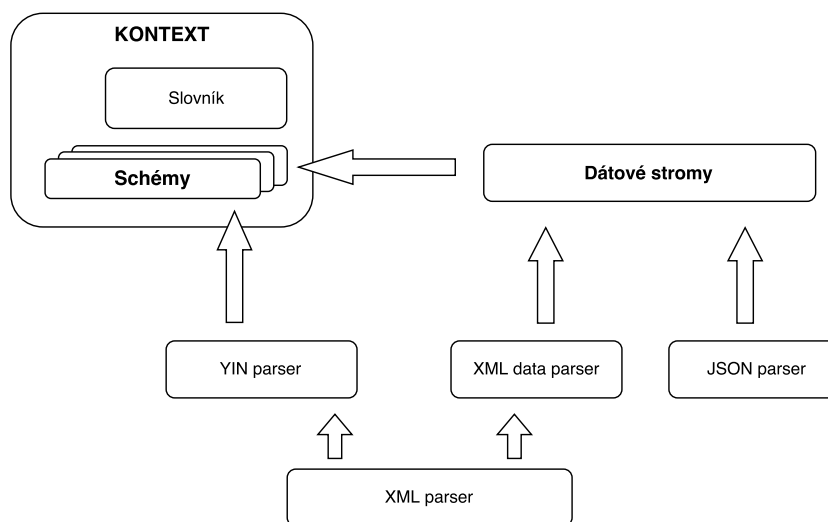 KONTEXT
Slovník
Schémy
Dátové stromy
YIN parser
XML data parser
JSON parser
XML parser